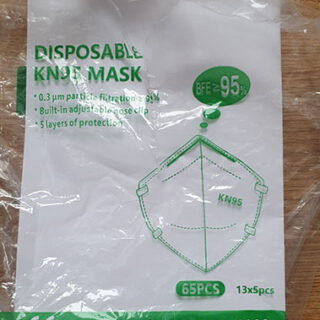 DISPOSABLE
KN95 MASK
BFE ≥95%
• 0.3 μm particle filtration ≥ 95%
• Built-in adjustable nose clip
• 5 layers of protection
KN95
65PCS 13x5pcs